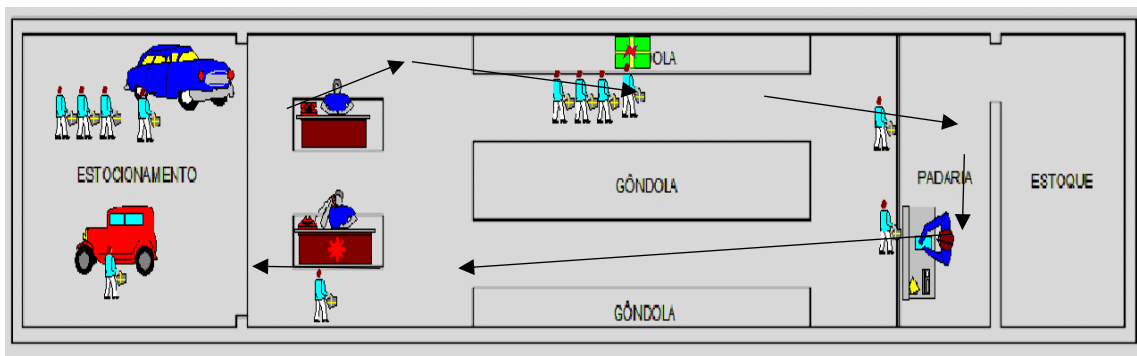 OLA
ESTOCIONAMENTO
GÔNDOLA
PADARIA
ESTOQUE
GÔNDOLA